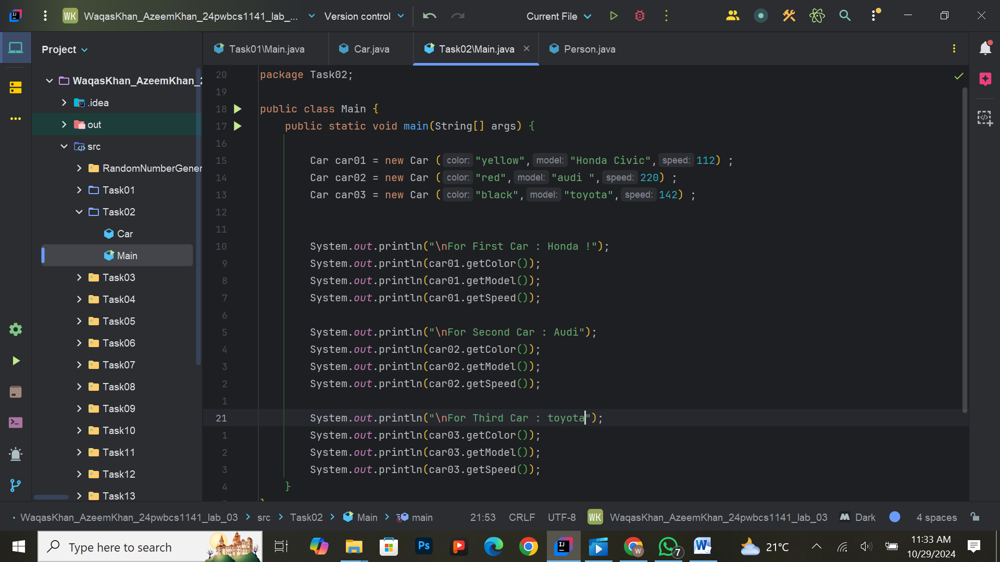 WK WaqasKhan_AzeemKhan_24pwbcs1141_lab_... Version control Current File
Project
Task01\Main.java Car.java Task02\Main.java Person.java
WaqasKhan_AzeemKhan_2
.idea
out
src
RandomNumberGener
Task01
Task02
Car
Main
Task03
Task04
Task05
Task06
Task07
Task08
Task09
Task10
Task11
Task12
Task13
20 package Task02;
19
18 public class Main {
17 public static void main(String[] args) {
16
15 Car car01 = new Car ( color: "yellow", model: "Honda Civic", speed: 112) ;
14 Car car02 = new Car ( color: "red", model: "audi ", speed: 220) ;
13 Car car03 = new Car ( color: "black", model: "toyota", speed: 142) ;
12
11
10 System.out.println("\nFor First Car : Honda !");
9 System.out.println(car01.getColor());
8 System.out.println(car01.getModel());
7 System.out.println(car01.getSpeed());
6
5 System.out.println("\nFor Second Car : Audi");
4 System.out.println(car02.getColor());
3 System.out.println(car02.getModel());
2 System.out.println(car02.getSpeed());
1
21 System.out.println("\nFor Third Car : toyota");
1 System.out.println(car03.getColor());
2 System.out.println(car03.getModel());
3 System.out.println(car03.getSpeed());
4 }
WaqasKhan_AzeemKhan_24pwbcs1141_lab_03 src Task02 Main main 21:53 CRLF UTF-8 WK WaqasKhan_AzeemKhan_24pwbcs1141_lab_03 Dark 4 spaces
Type here to search Ps 7 21°C 11:33 AM
10/29/2024